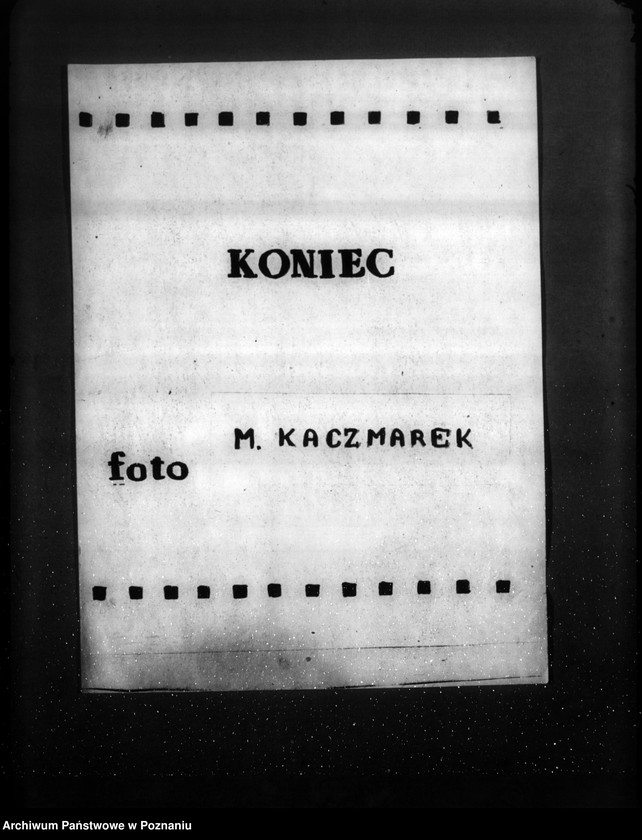 KONIEC
M. KACZMAREK
foto
Archiwum Państwowe w Poznaniu